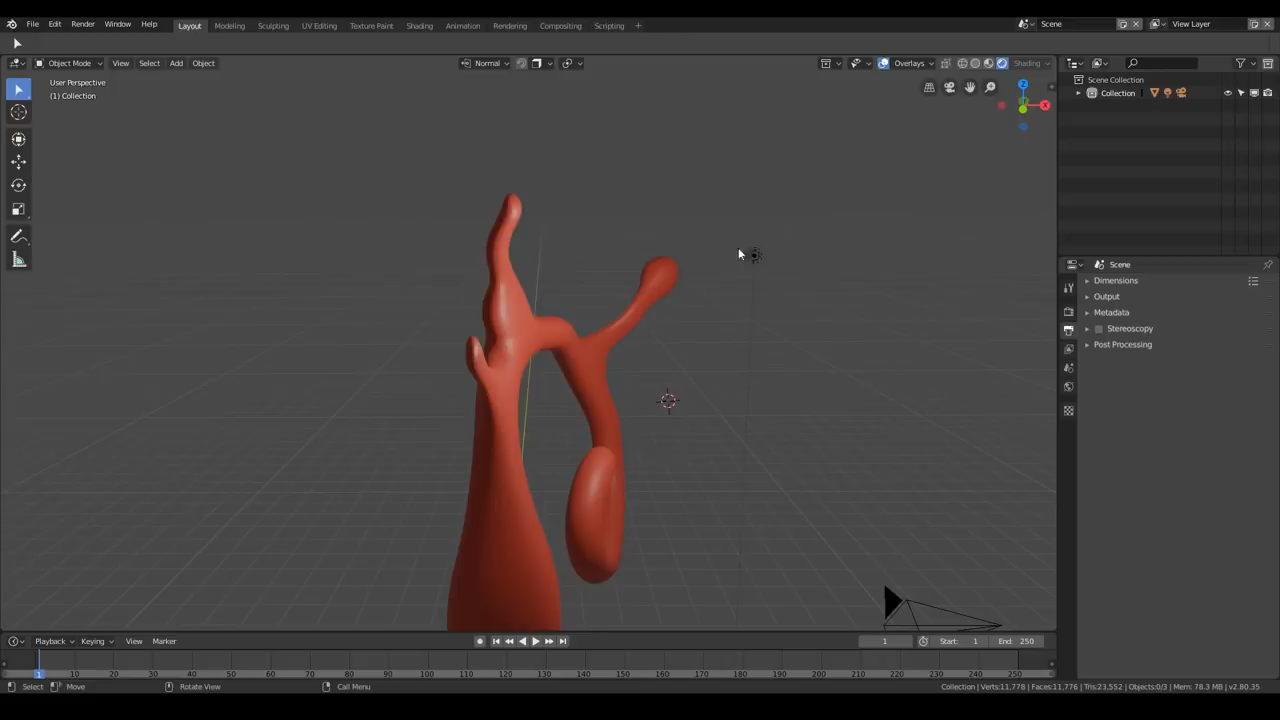 File Edit Render Window Help Layout Modeling Sculpting UV Editing Texture Paint Shading Animation Rendering Compositing Scripting + Scene View Layer
Object Mode View Select Add Object Normal Overlays Shading
User Perspective
(1) Collection
Z
X
Scene Collection
Collection
Scene
Dimensions
Output
Metadata
Stereoscopy
Post Processing
Playback Keying View Marker 1 Start: 1 End: 250
1 10 20 30 40 50 60 70 80 90 100 110 120 130 140 150 160 170 180 190 200 210 220 230 240 250
Select Move Rotate View Call Menu Collection | Verts:11,778 | Faces:11,776 | Tris:23,552 | Objects:0/3 | Mem: 78.3 MB | v2.80.35